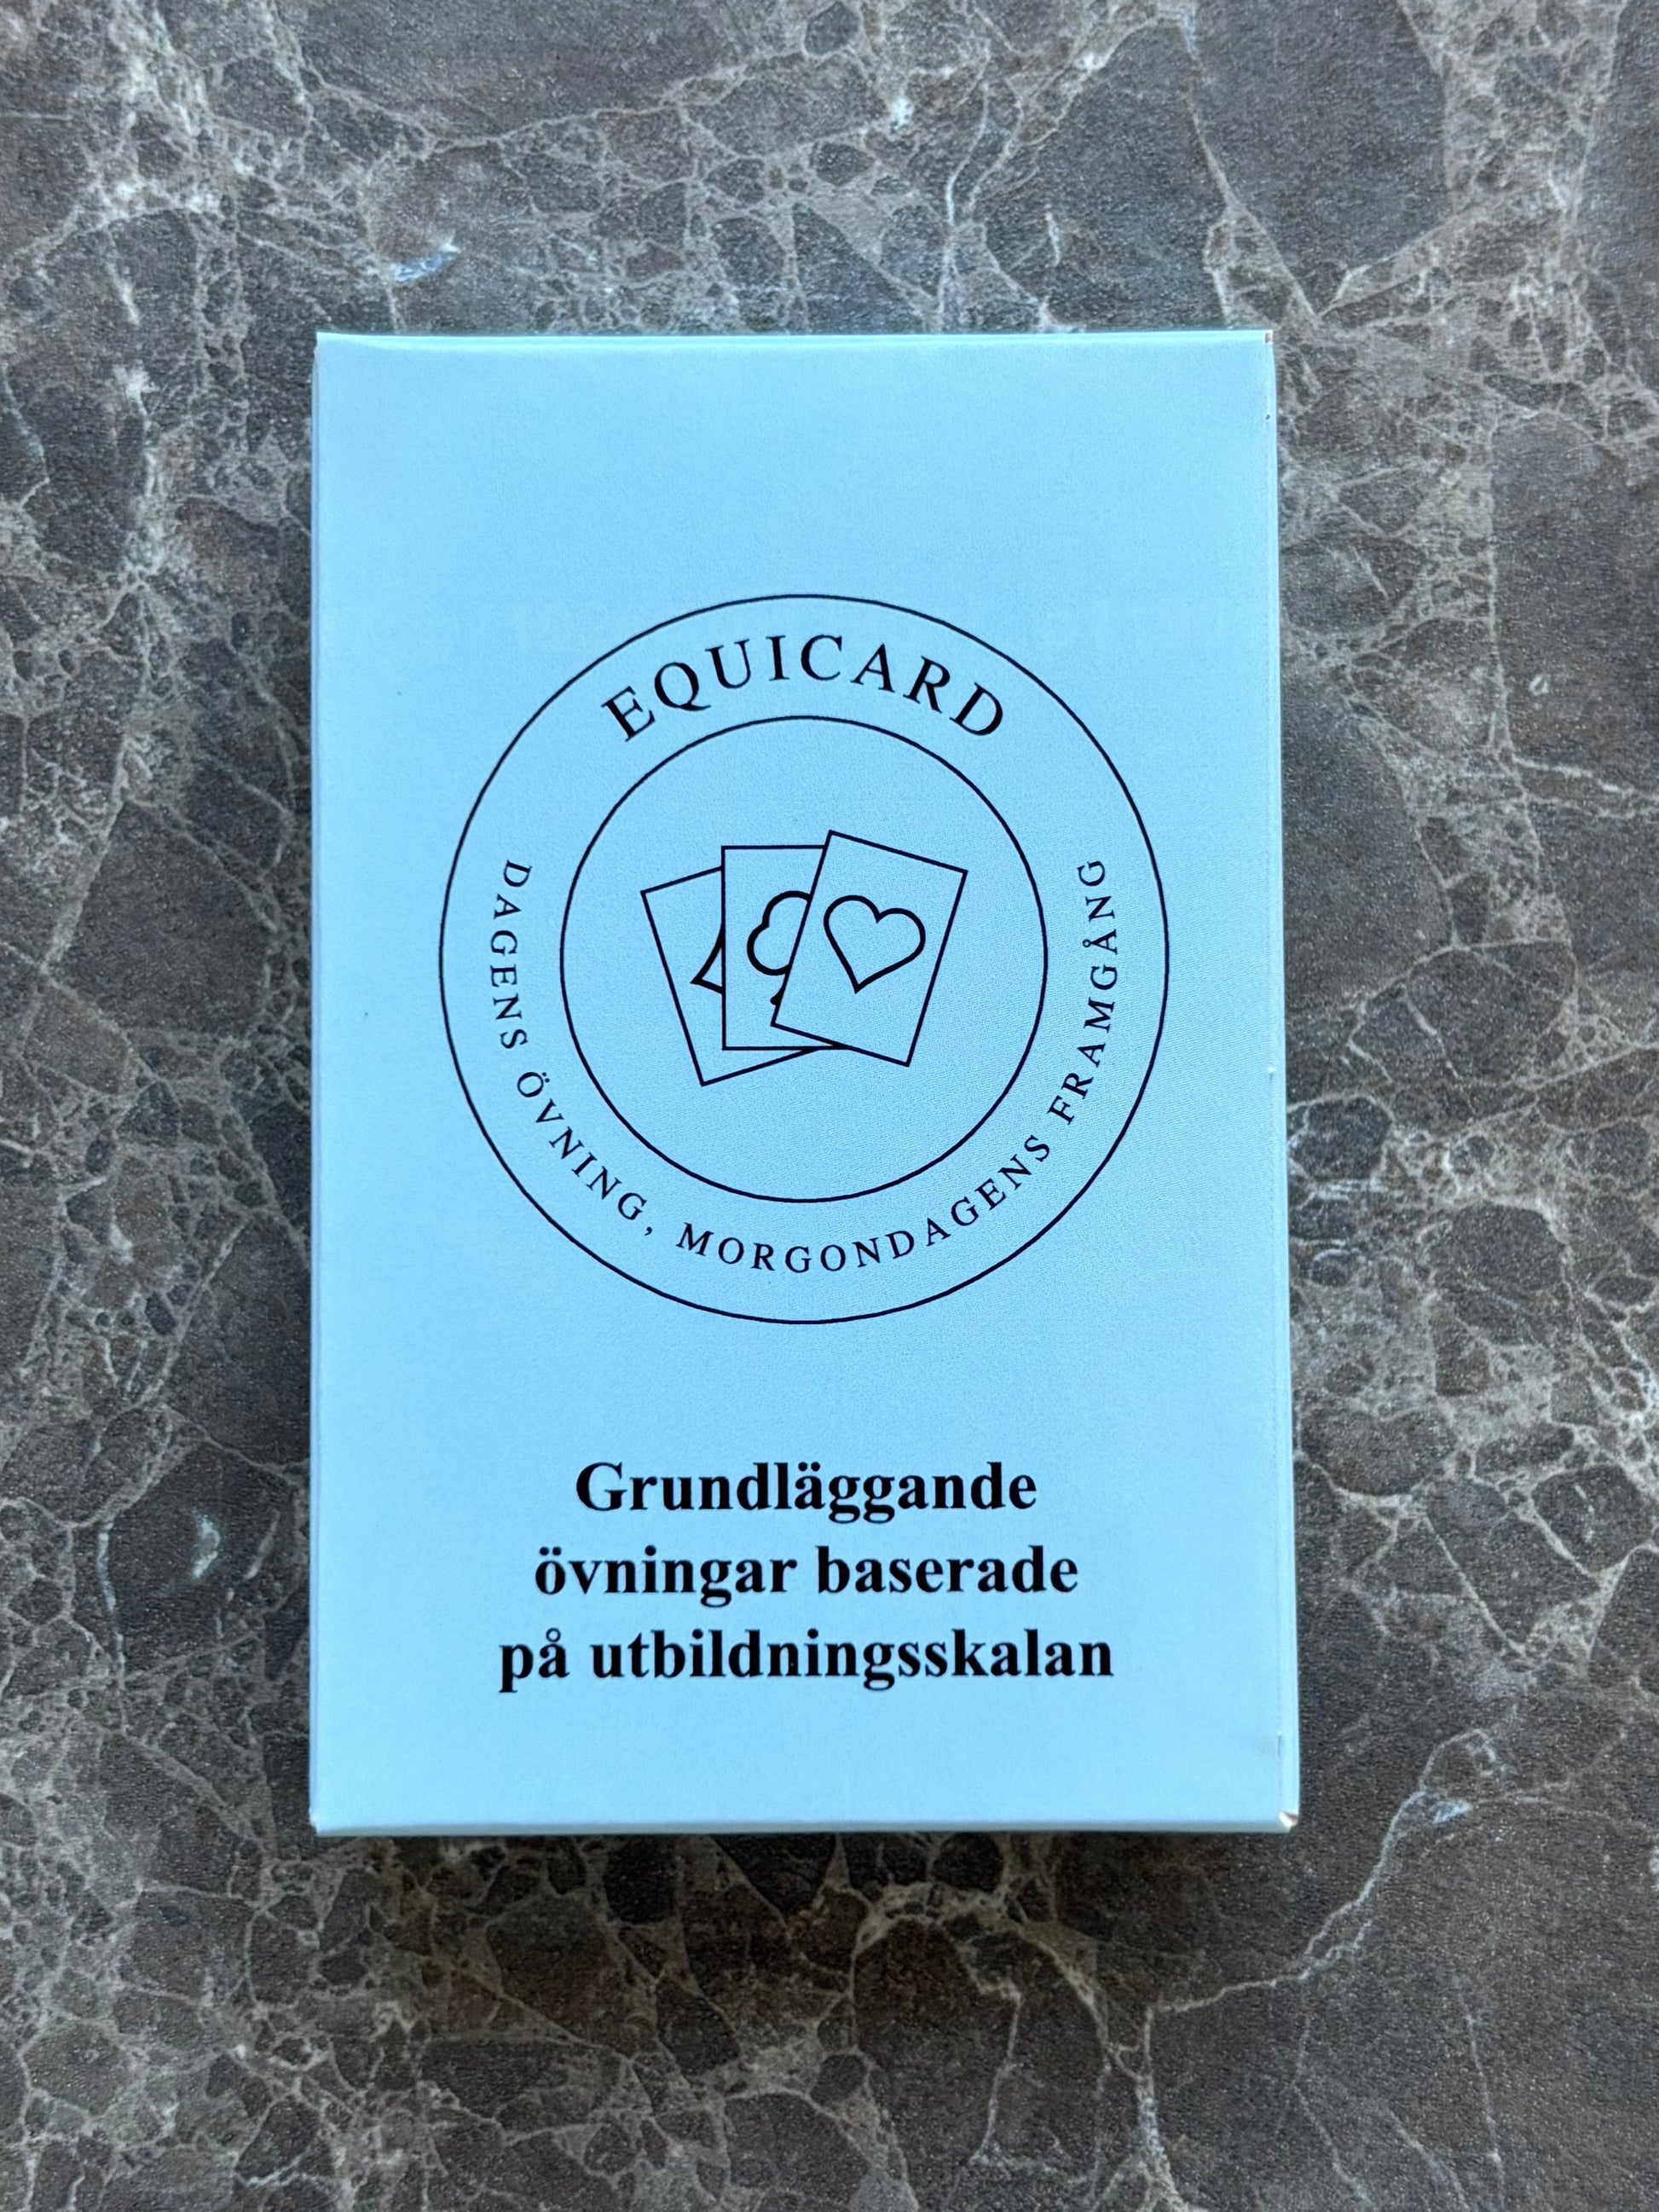 EQUICARD
DAGENS ÖVNING, MORGONDAGENS FRAMGÅNG
Grundläggande
övningar baserade
på utbildningsskalan